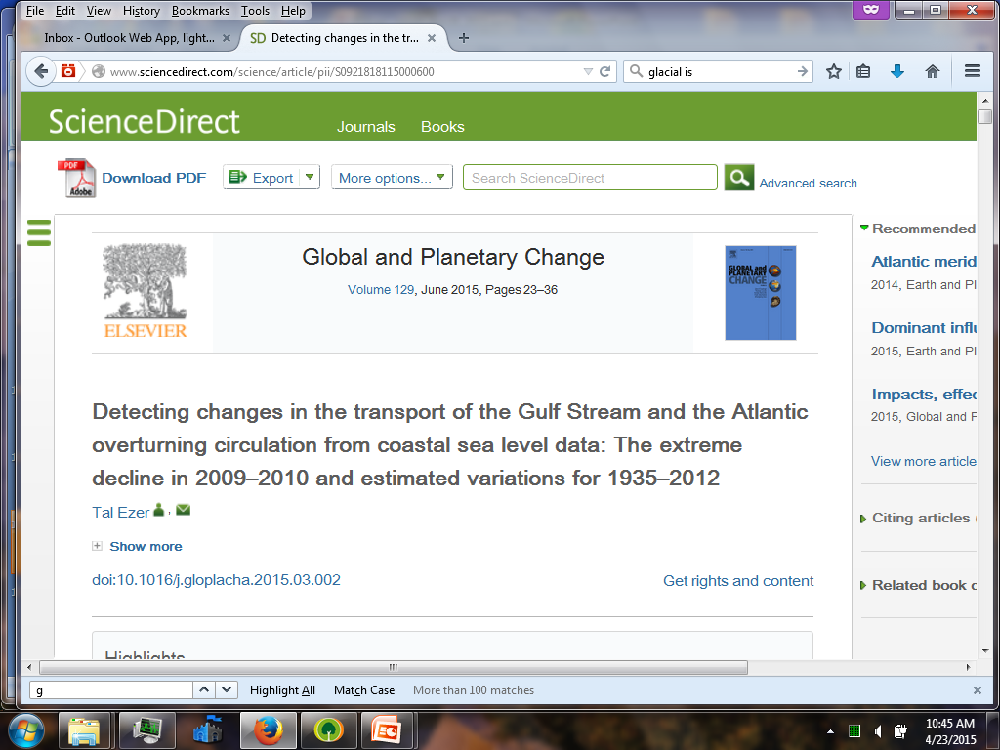 File Edit View History Bookmarks Tools Help
Inbox - Outlook Web App, light... × SD Detecting changes in the tr... × +
www.sciencedirect.com/science/article/pii/S0921818115000600
glacial is
ScienceDirect
Journals Books
PDF
Adobe
Download PDF
Export
More options...
Search ScienceDirect
Advanced search
ELSEVIER
Global and Planetary Change
Volume 129, June 2015, Pages 23–36
GLOBAL AND
PLANETARY
CHANGE
Recommended
Atlantic merid
2014, Earth and Pl
Dominant influ
2015, Earth and Pl
Impacts, effec
2015, Global and P
View more article
Citing articles (
Related book c
Detecting changes in the transport of the Gulf Stream and the Atlantic
overturning circulation from coastal sea level data: The extreme
decline in 2009–2010 and estimated variations for 1935–2012
Tal Ezer
Show more
doi:10.1016/j.gloplacha.2015.03.002
Get rights and content
Highlights
g
Highlight All Match Case More than 100 matches
10:45 AM
4/23/2015